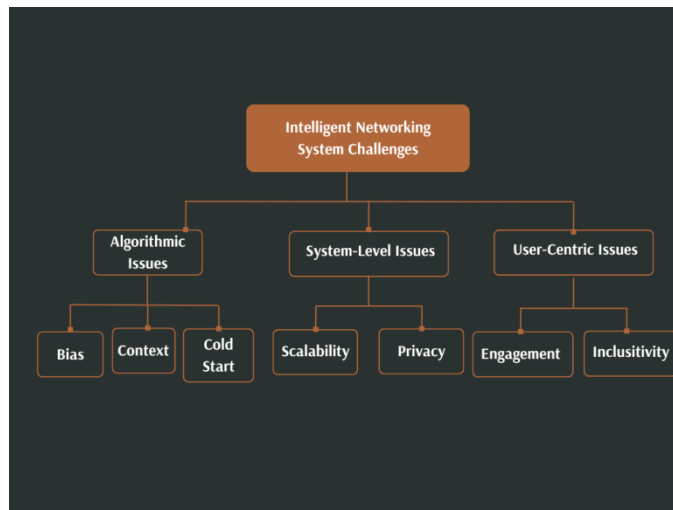 Intelligent Networking
System Challenges
Algorithmic
Issues
System-Level Issues
User-Centric Issues
Bias
Context
Cold
Start
Scalability
Privacy
Engagement
Inclusitivity